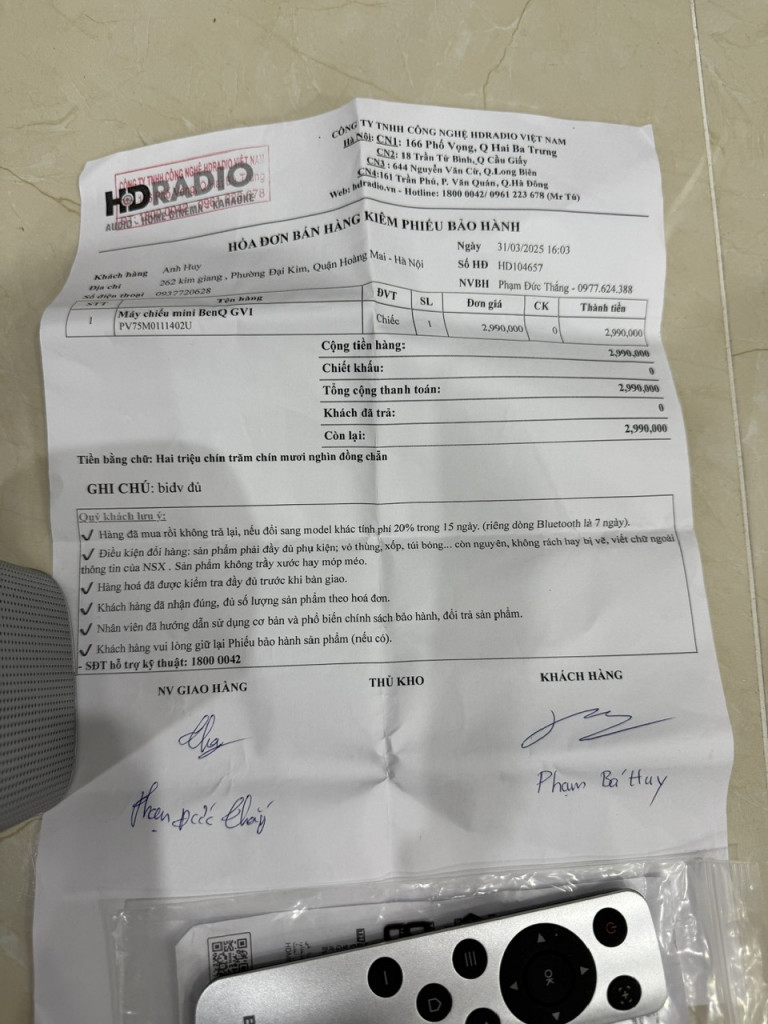 CÔNG TY TNHH CÔNG NGHỆ HDRADIO VIỆT NAM
Hà Nội: CN1: 166 Phố Vọng, Q Hai Ba Trưng
CN2: 18 Trần Tử Bình, Q Cầu Giấy
CN3 : 644 Nguyễn Văn Cừ, Q.Long Biên
CN4:161 Trần Phú, P. Văn Quán, Q.Hà Đông
Web: hdradio.vn - Hotline: 1800 0042/ 0961 223 678 (Mr Tú)
CÔNG TY TNHH CÔNG NGHỆ HDRADIO VIỆT NAM
HDRADIO
AUDIO - HOME CINEMA - KARAOKE
HÓA ĐƠN BÁN HÀNG KIÊM PHIẾU BẢO HÀNH
Ngày 31/03/2025 16:03
Khách hàng Anh Huy
Số HĐ HD104657
Địa chỉ 262 kim giang , Phường Đại Kim, Quận Hoàng Mai - Hà Nội
NVBH Phạm Đức Thắng - 0977.624.388
Số điện thoại 0937720628
STT Tên hàng ĐVT SL Đơn giá CK Thành tiền
1 Máy chiếu mini BenQ GV1 Chiếc 1 2,990,000 0 2,990,000
PV75M0111402U
Cộng tiền hàng: 2,990,000
Chiết khấu: 0
Tổng cộng thanh toán: 2,990,000
Khách đã trả: 0
Còn lại: 2,990,000
Tiền bằng chữ: Hai triệu chín trăm chín mươi nghìn đồng chẵn
GHI CHÚ: bidv đủ
Quý khách lưu ý:
✓ Hàng đã mua rồi không trả lại, nếu đổi sang model khác tính phí 20% trong 15 ngày. (riêng dòng Bluetooth là 7 ngày).
✓ Điều kiện đổi hàng: sản phẩm phải đầy đủ phụ kiện; vỏ thùng, xốp, túi bóng... còn nguyên, không rách hay bị vẽ, viết chữ ngoài
thông tin của NSX . Sản phẩm không trầy xước hay móp méo.
✓ Hàng hoá đã được kiểm tra đầy đủ trước khi bàn giao.
✓ Khách hàng đã nhận đúng, đủ số lượng sản phẩm theo hoá đơn.
✓ Nhân viên đã hướng dẫn sử dụng cơ bản và phổ biến chính sách bảo hành, đổi trả sản phẩm.
✓ Khách hàng vui lòng giữ lại Phiếu bảo hành sản phẩm (nếu có).
- SĐT hỗ trợ kỹ thuật: 1800 0042
NV GIAO HÀNG THỦ KHO KHÁCH HÀNG
Phạm Bá Huy
Phạm Đức Thắng
OK